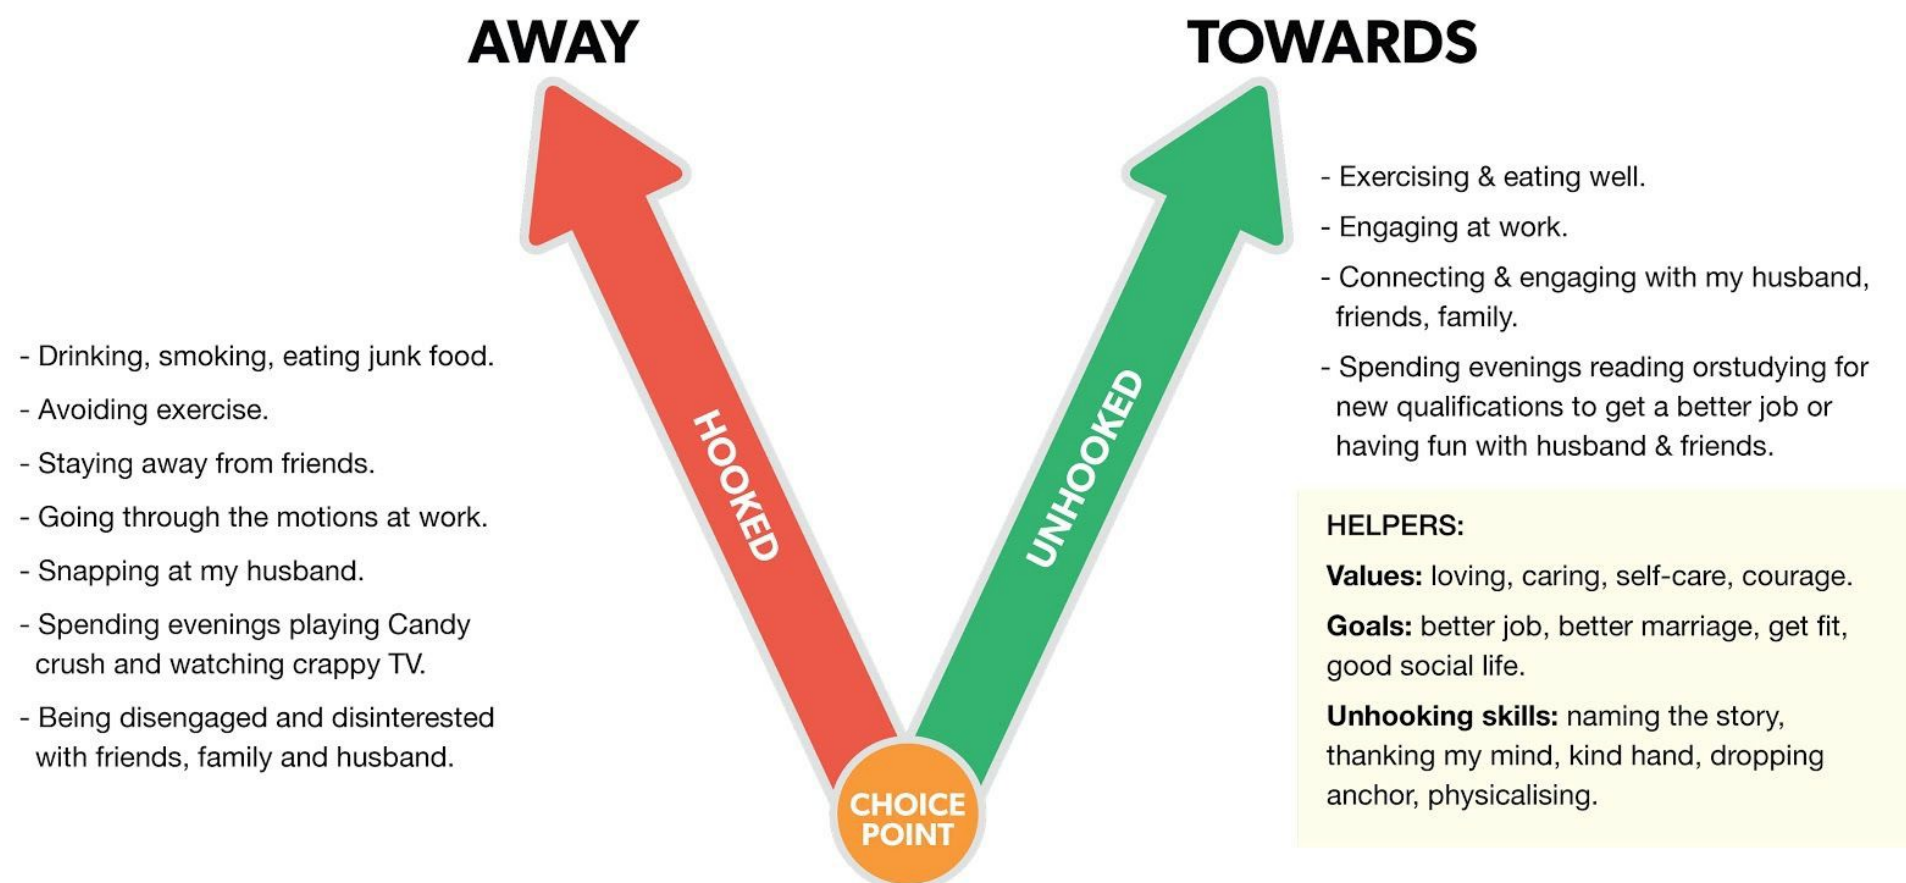 AWAY
TOWARDS
- Drinking, smoking, eating junk food.
- Avoiding exercise.
- Staying away from friends.
- Going through the motions at work.
- Snapping at my husband.
- Spending evenings playing Candy
crush and watching crappy TV.
- Being disengaged and disinterested
with friends, family and husband.
HOOKED
UNHOOKED
- Exercising & eating well.
- Engaging at work.
- Connecting & engaging with my husband,
friends, family.
- Spending evenings reading orstudying for
new qualifications to get a better job or
having fun with husband & friends.
HELPERS:
Values: loving, caring, self-care, courage.
Goals: better job, better marriage, get fit,
good social life.
Unhooking skills: naming the story,
thanking my mind, kind hand, dropping
anchor, physicalising.
CHOICE
POINT